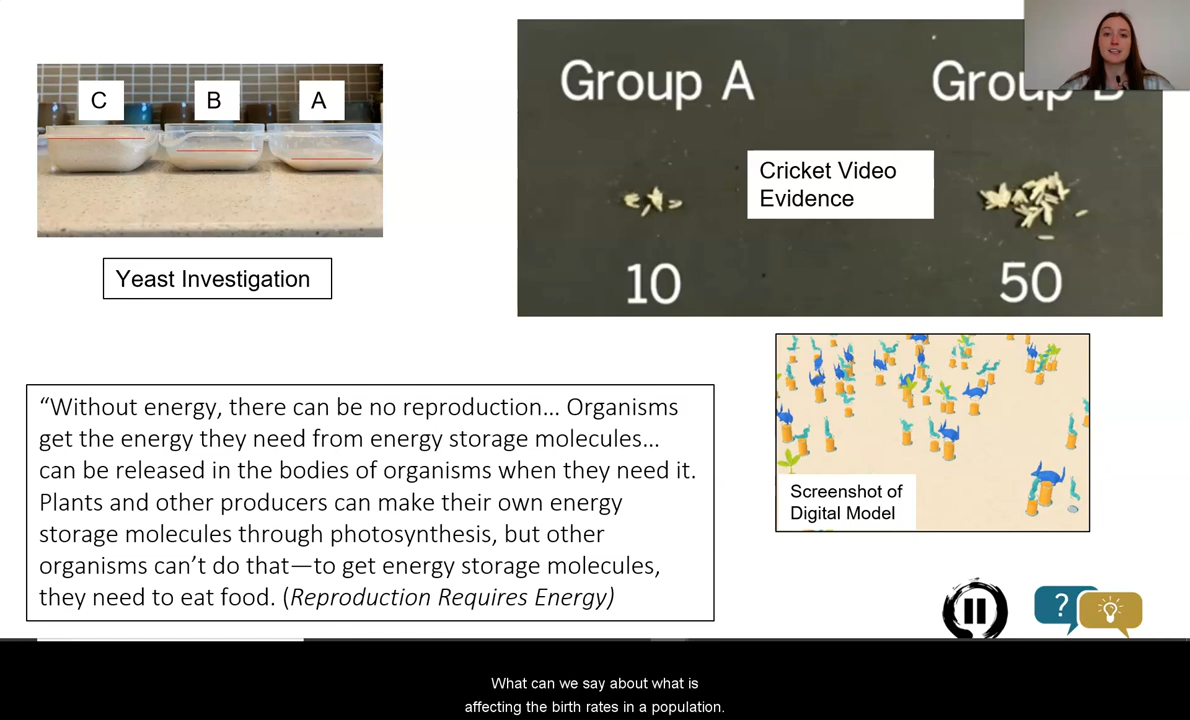 C B A
Yeast Investigation
Group A
Group B
Cricket Video
Evidence
10
50
“Without energy, there can be no reproduction… Organisms
get the energy they need from energy storage molecules…
can be released in the bodies of organisms when they need it.
Plants and other producers can make their own energy
storage molecules through photosynthesis, but other
organisms can’t do that—to get energy storage molecules,
they need to eat food. (Reproduction Requires Energy)
Screenshot of
Digital Model
?
What can we say about what is
affecting the birth rates in a population.